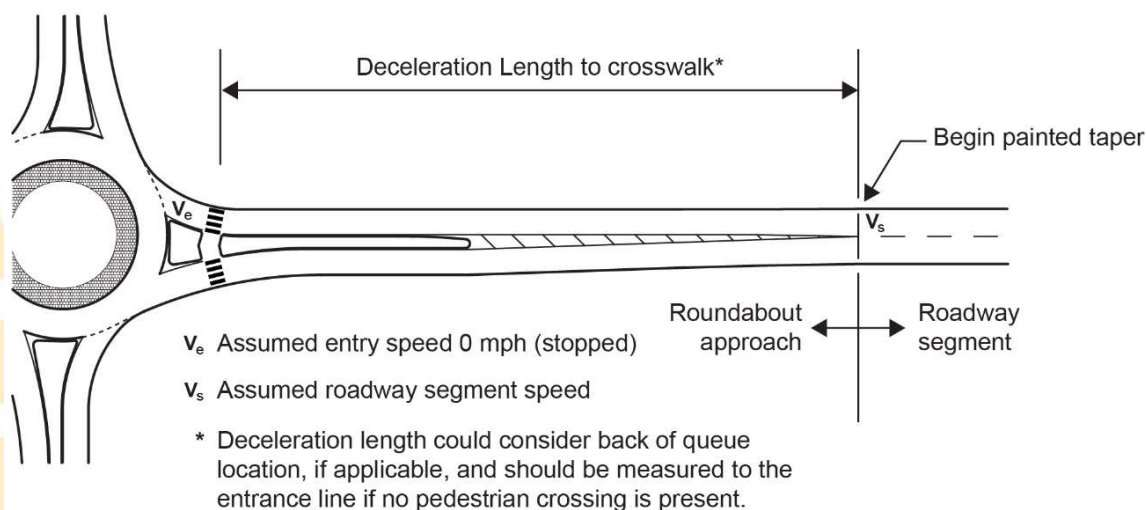 Deceleration Length to crosswalk*
Begin painted taper
Ve
Vs
Roundabout approach
Roadway segment
Ve Assumed entry speed 0 mph (stopped)
Vs Assumed roadway segment speed
* Deceleration length could consider back of queue
location, if applicable, and should be measured to the
entrance line if no pedestrian crossing is present.